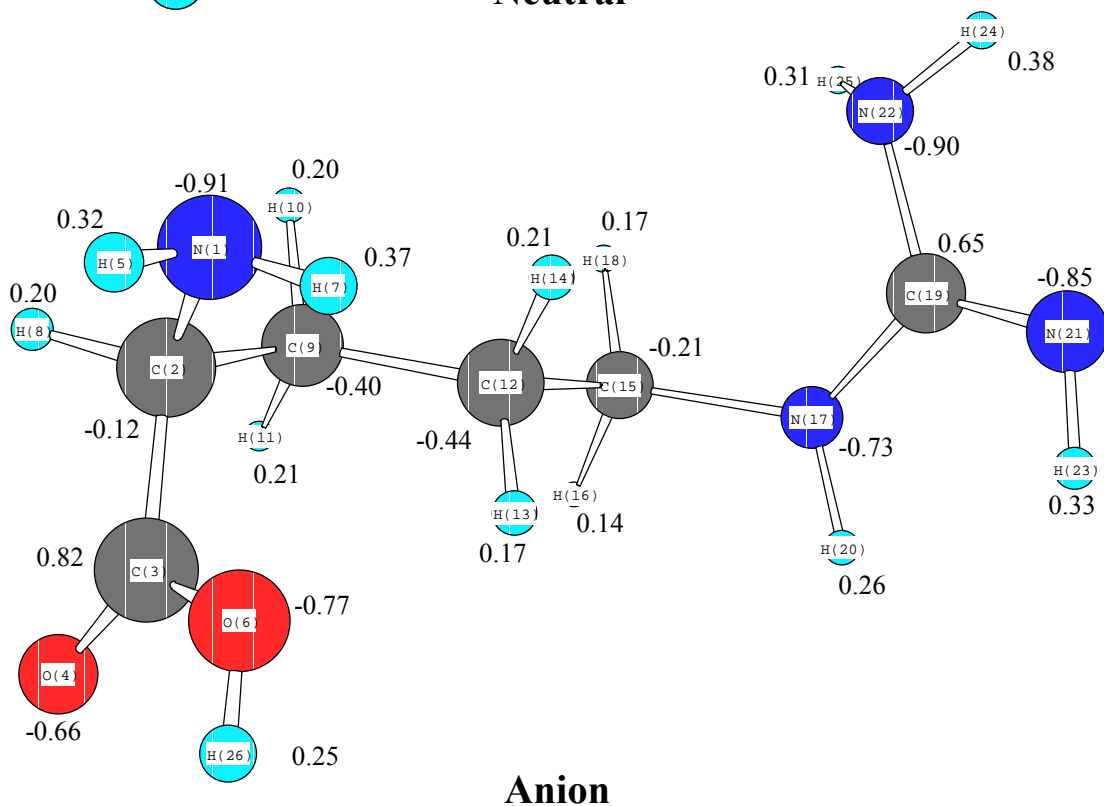 Neutral
H(24)
0.38
0.31
H(25)
N(22)
-0.90
0.20
-0.91
H(10)
0.32
N(1)
0.17
0.21
H(18)
0.65
H(5)
0.37
H(14)
-0.85
H(7)
C(19)
0.20
H(8)
N(21)
C(9)
-0.21
C(2)
C(12)
C(15)
-0.40
N(17)
-0.12
H(11)
-0.44
-0.73
0.21
H(23)
H(16)
0.33
H(13)
0.14
H(20)
0.17
0.82
C(3)
0.26
-0.77
O(6)
O(4)
-0.66
H(26)
0.25
Anion